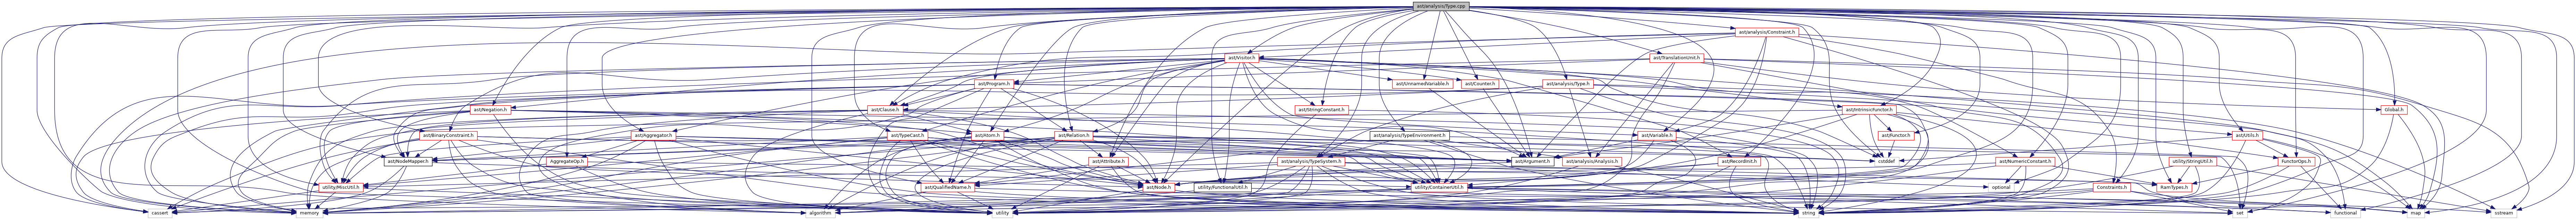 ast/analysis/Type.cpp
ast/analysis/Constraint.h
ast/Visitor.h
ast/TranslationUnit.h
ast/Program.h
ast/UnnamedVariable.h
ast/Counter.h
ast/analysis/Type.h
ast/Negation.h
ast/Clause.h
ast/StringConstant.h
ast/IntrinsicFunctor.h
Global.h
ast/BinaryConstraint.h
ast/Aggregator.h
ast/TypeCast.h
ast/Atom.h
ast/Relation.h
ast/analysis/TypeEnvironment.h
ast/Variable.h
ast/Functor.h
ast/Utils.h
ast/NodeMapper.h
AggregateOp.h
ast/Attribute.h
ast/analysis/TypeSystem.h
ast/Argument.h
ast/analysis/Analysis.h
ast/RecordInit.h
cstddef
ast/NumericConstant.h
utility/StringUtil.h
FunctorOps.h
utility/MiscUtil.h
ast/QualifiedName.h
ast/Node.h
utility/FunctionalUtil.h
utility/ContainerUtil.h
optional
Constraints.h
RamTypes.h
cassert
memory
algorithm
utility
string
set
functional
map
sstream